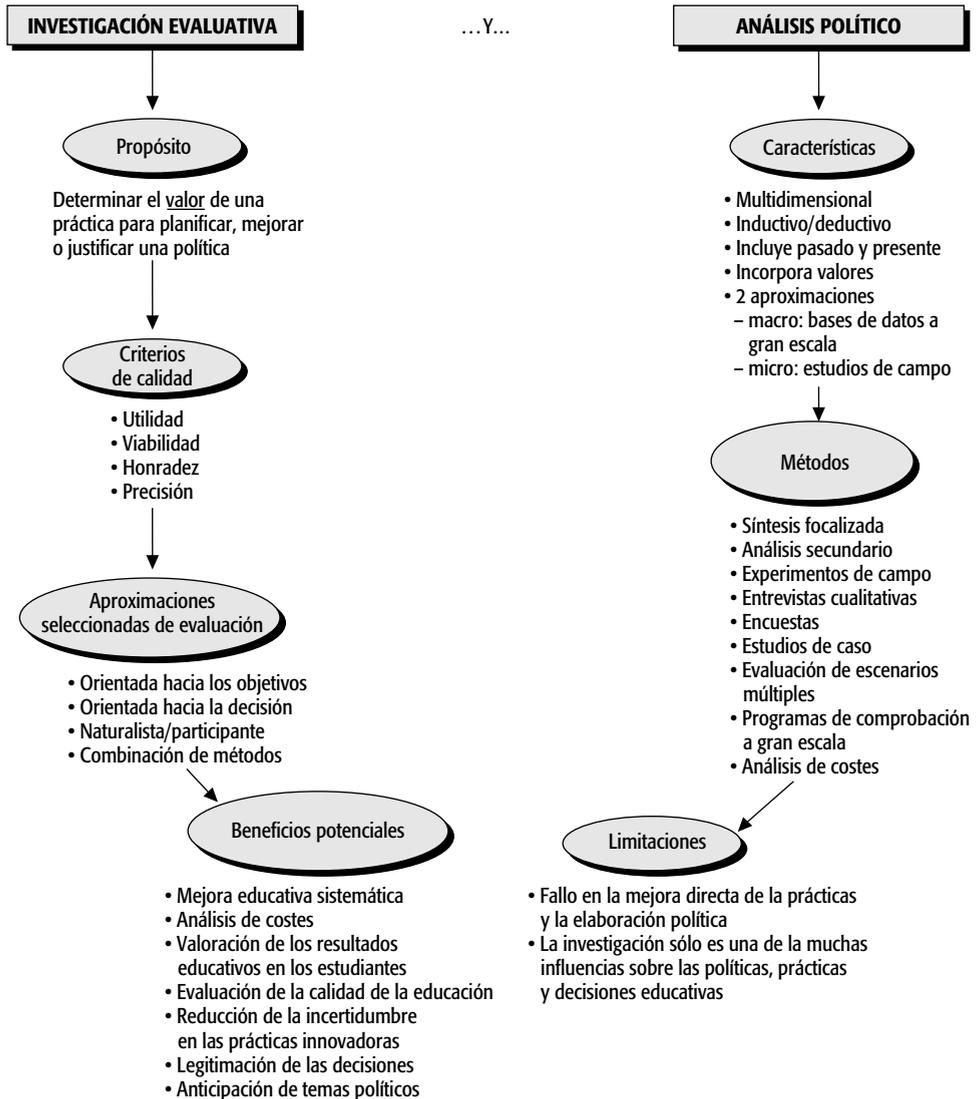 INVESTIGACIÓN EVALUATIVA
…Y…
ANÁLISIS POLÍTICO
Propósito
Determinar el valor de una
práctica para planificar, mejorar
o justificar una política
Criterios
de calidad
• Utilidad
• Viabilidad
• Honradez
• Precisión
Aproximaciones
seleccionadas de evaluación
• Orientada hacia los objetivos
• Orientada hacia la decisión
• Naturalista/participante
• Combinación de métodos
Beneficios potenciales
• Mejora educativa sistemática
• Análisis de costes
• Valoración de los resultados
educativos en los estudiantes
• Evaluación de la calidad de la educación
• Reducción de la incertidumbre
en las prácticas innovadoras
• Legitimación de las decisiones
• Anticipación de temas políticos
Características
• Multidimensional
• Inductivo/deductivo
• Incluye pasado y presente
• Incorpora valores
• 2 aproximaciones
– macro: bases de datos a
gran escala
– micro: estudios de campo
Métodos
• Síntesis focalizada
• Análisis secundario
• Experimentos de campo
• Entrevistas cualitativas
• Encuestas
• Estudios de caso
• Evaluación de escenarios
múltiples
• Programas de comprobación
a gran escala
• Análisis de costes
Limitaciones
• Fallo en la mejora directa de la prácticas
y la elaboración política
• La investigación sólo es una de la muchas
influencias sobre las políticas, prácticas
y decisiones educativas